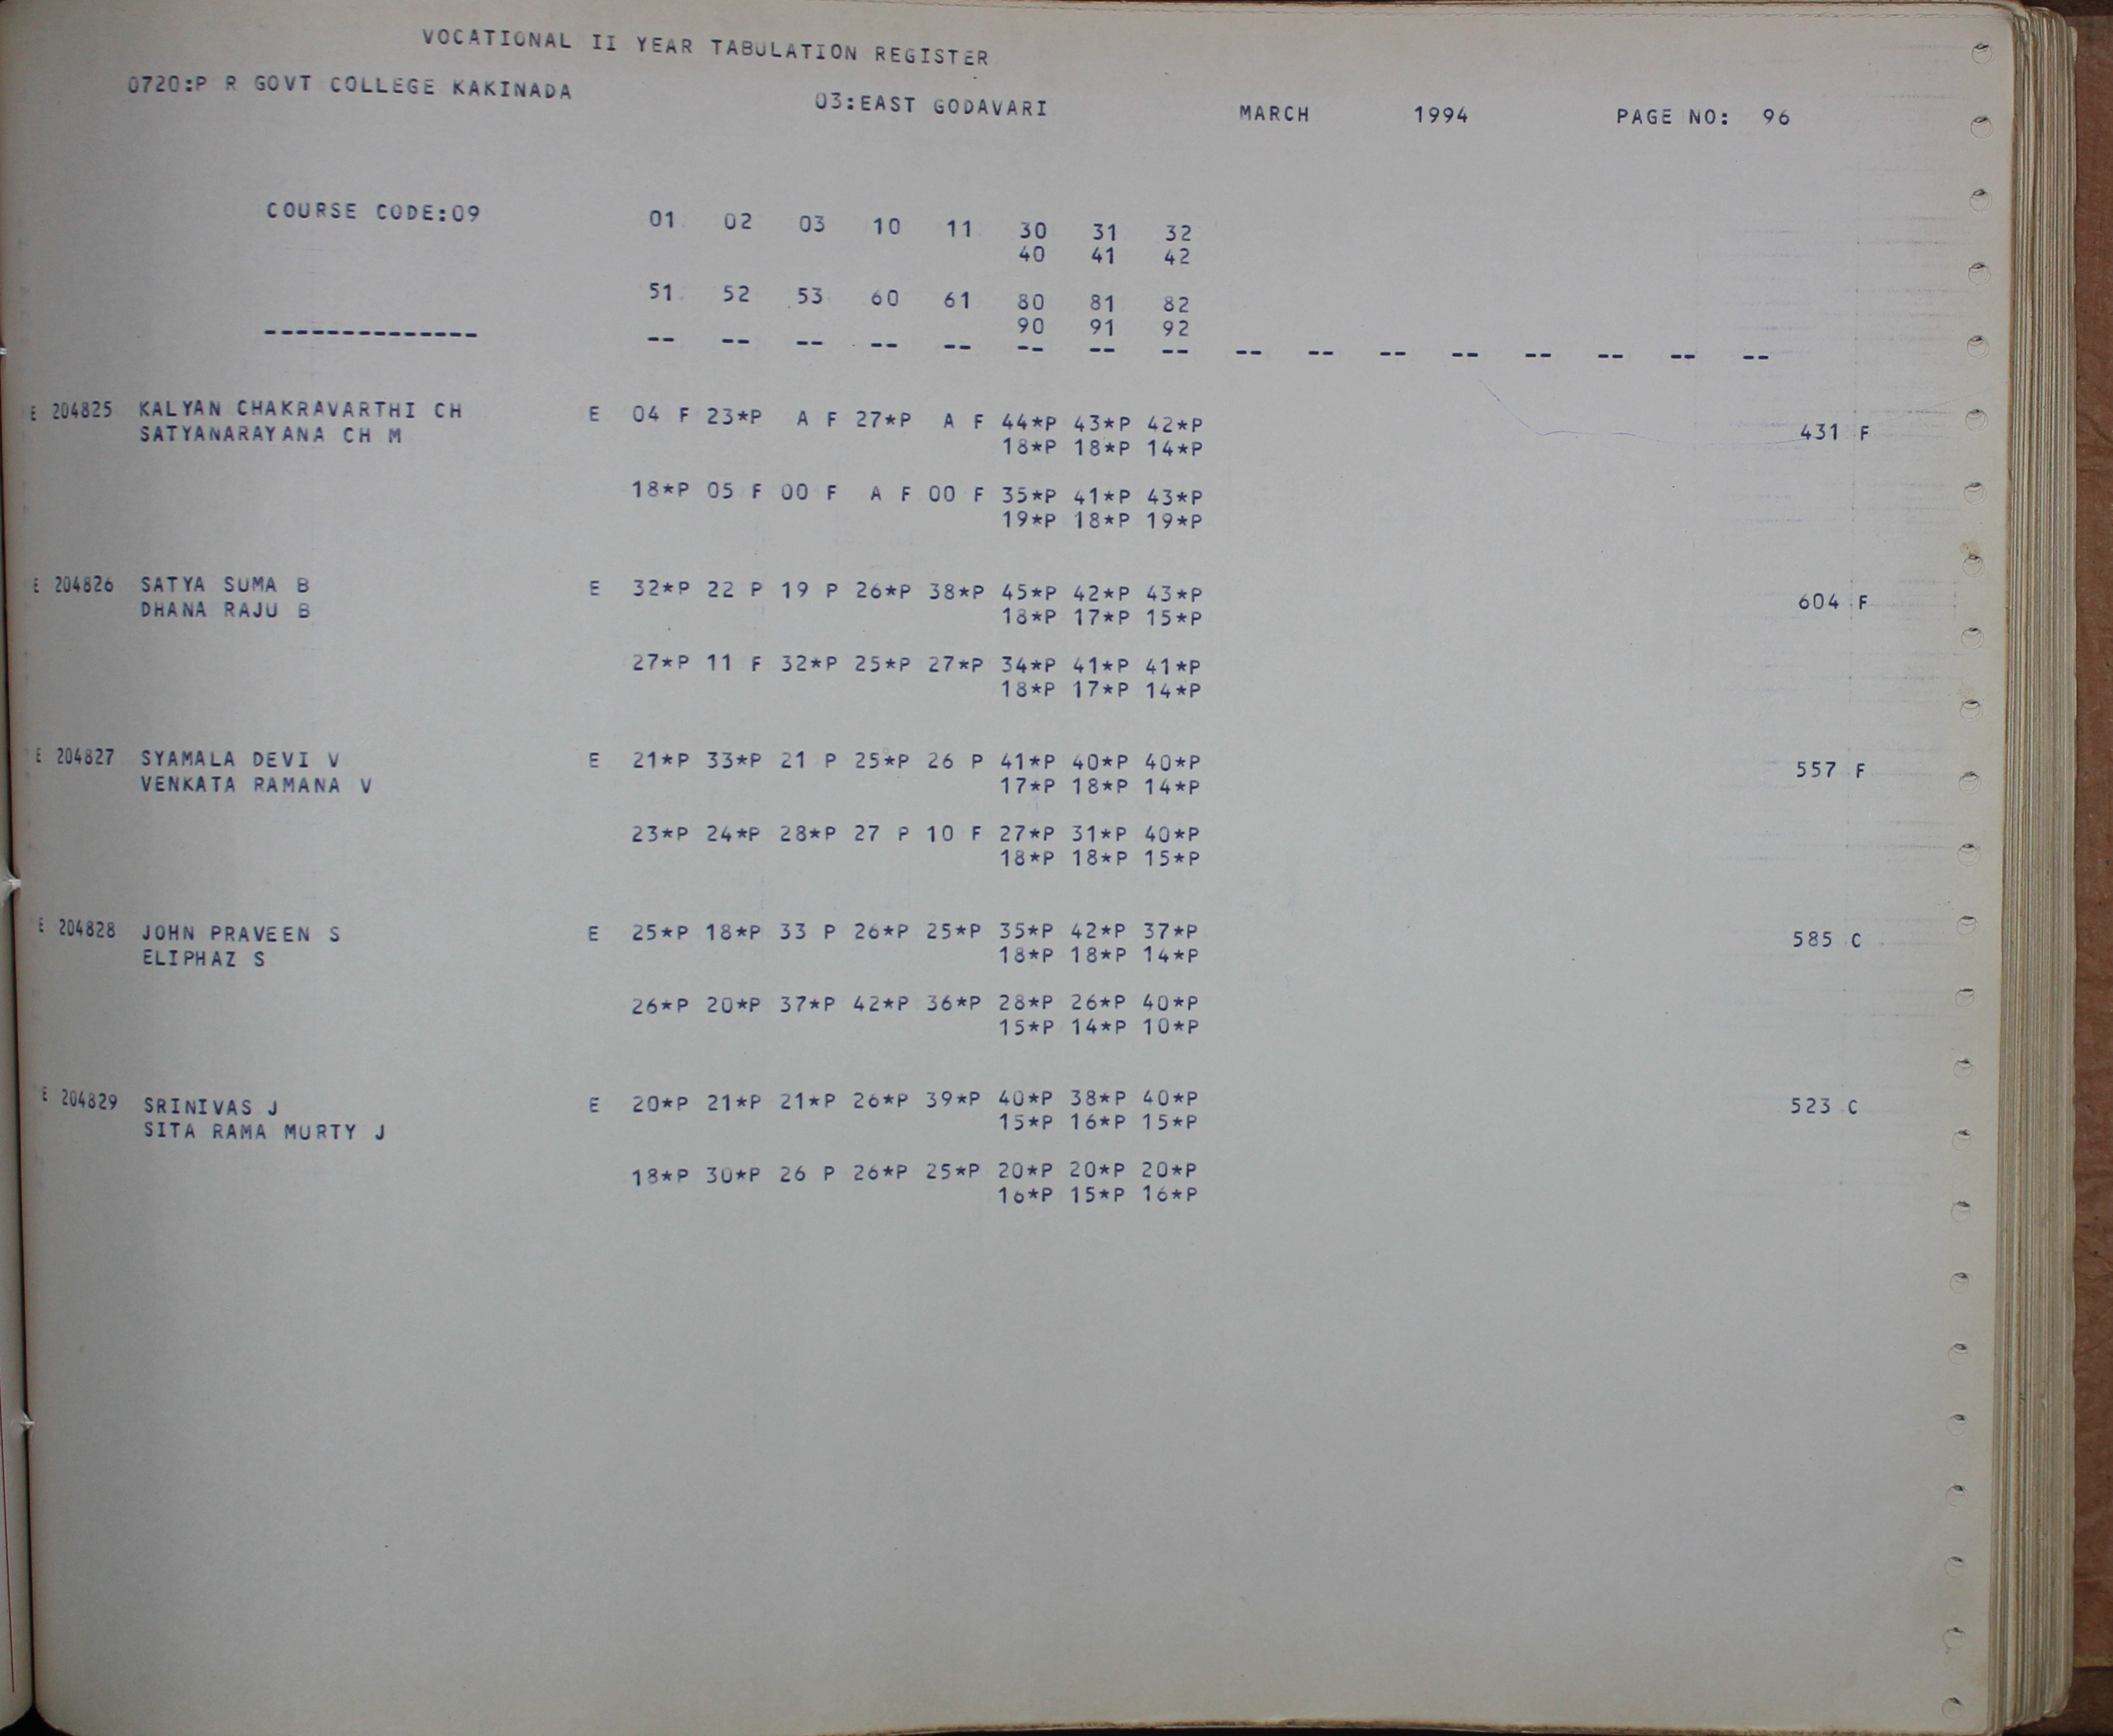 VOCATIONAL II YEAR TABULATION REGISTER
0720:P R GOVT COLLEGE KAKINADA 03:EAST GODAVARI MARCH 1994 PAGE NO: 96
COURSE CODE:09 01 02 03 10 11 30 31 32
40 41 42
51 52 53 60 61 80 81 82
90 91 92
-------------- -- -- -- -- -- -- -- -- -- -- -- -- -- -- -- --
E 204825 KALYAN CHAKRAVARTHI CH E 04 F 23*P A F 27*P A F 44*P 43*P 42*P 431 F
SATYANARAYANA CH M 18*P 18*P 14*P
18*P 05 F 00 F A F 00 F 35*P 41*P 43*P
19*P 18*P 19*P
E 204826 SATYA SUMA B E 32*P 22 P 19 P 26*P 38*P 45*P 42*P 43*P 604 F
DHANA RAJU B 18*P 17*P 15*P
27*P 11 F 32*P 25*P 27*P 34*P 41*P 41*P
18*P 17*P 14*P
E 204827 SYAMALA DEVI V E 21*P 33*P 21 P 25*P 26 P 41*P 40*P 40*P 557 F
VENKATA RAMANA V 17*P 18*P 14*P
23*P 24*P 28*P 27 P 10 F 27*P 31*P 40*P
18*P 18*P 15*P
E 204828 JOHN PRAVEEN S E 25*P 18*P 33 P 26*P 25*P 35*P 42*P 37*P 585 C
ELIPHAZ S 18*P 18*P 14*P
26*P 20*P 37*P 42*P 36*P 28*P 26*P 40*P
15*P 14*P 10*P
E 204829 SRINIVAS J E 20*P 21*P 21*P 26*P 39*P 40*P 38*P 40*P 523 C
SITA RAMA MURTY J 15*P 16*P 15*P
18*P 30*P 26 P 26*P 25*P 20*P 20*P 20*P
16*P 15*P 16*P